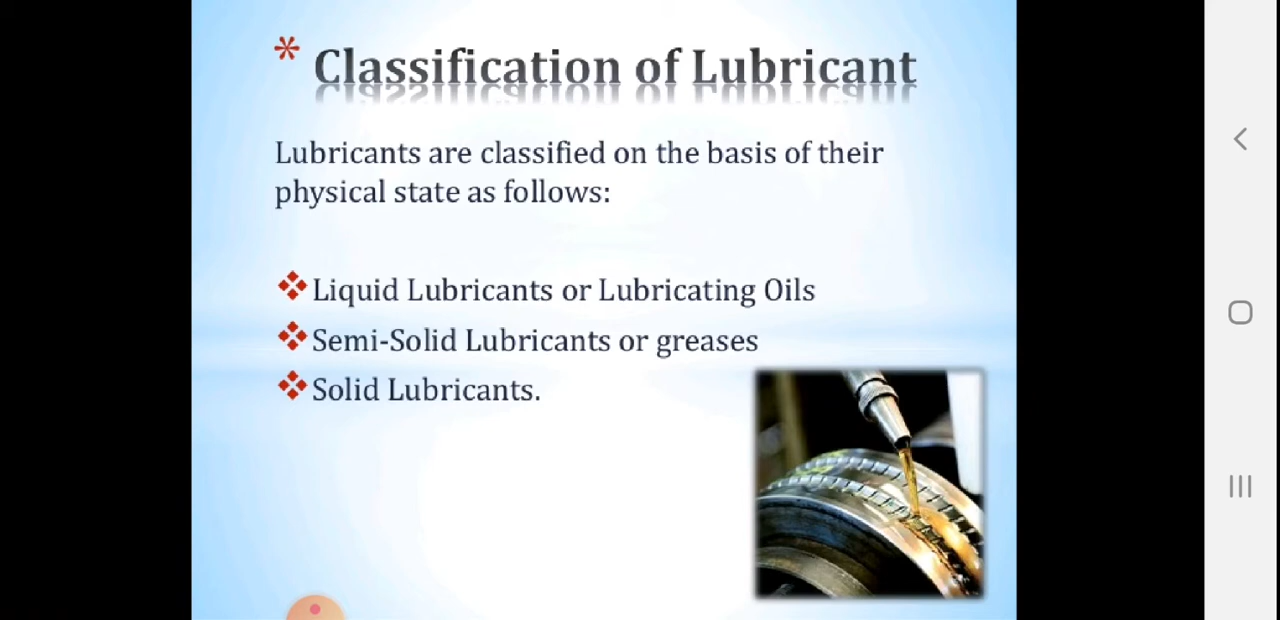 * Classification of Lubricant
Lubricants are classified on the basis of their
physical state as follows:
❖Liquid Lubricants or Lubricating Oils
❖Semi-Solid Lubricants or greases
❖Solid Lubricants.